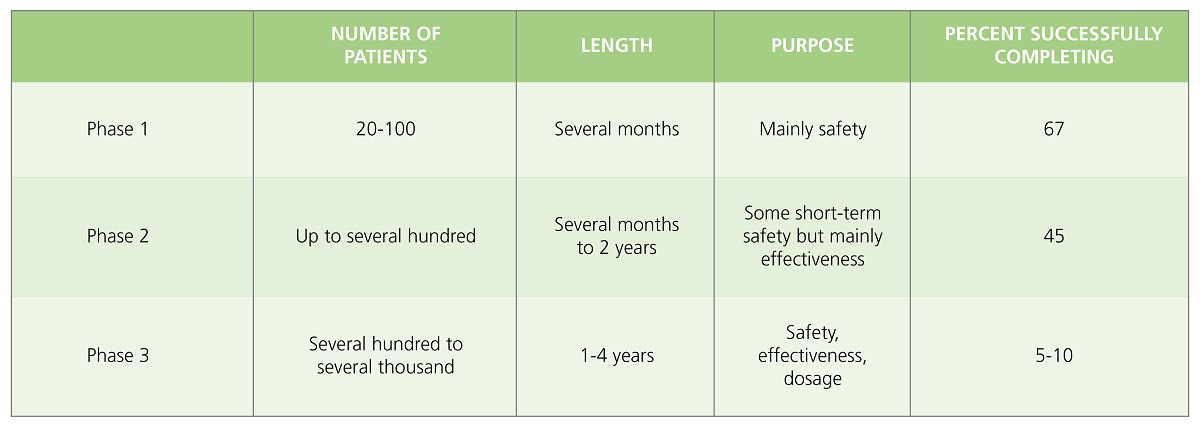 NUMBER OF
PATIENTS
LENGTH
PURPOSE
PERCENT SUCCESSFULLY
COMPLETING
Phase 1
20-100
Several months
Mainly safety
67
Phase 2
Up to several hundred
Several months
to 2 years
Some short-term
safety but mainly
effectiveness
45
Phase 3
Several hundred to
several thousand
1-4 years
Safety,
effectiveness,
dosage
5-10